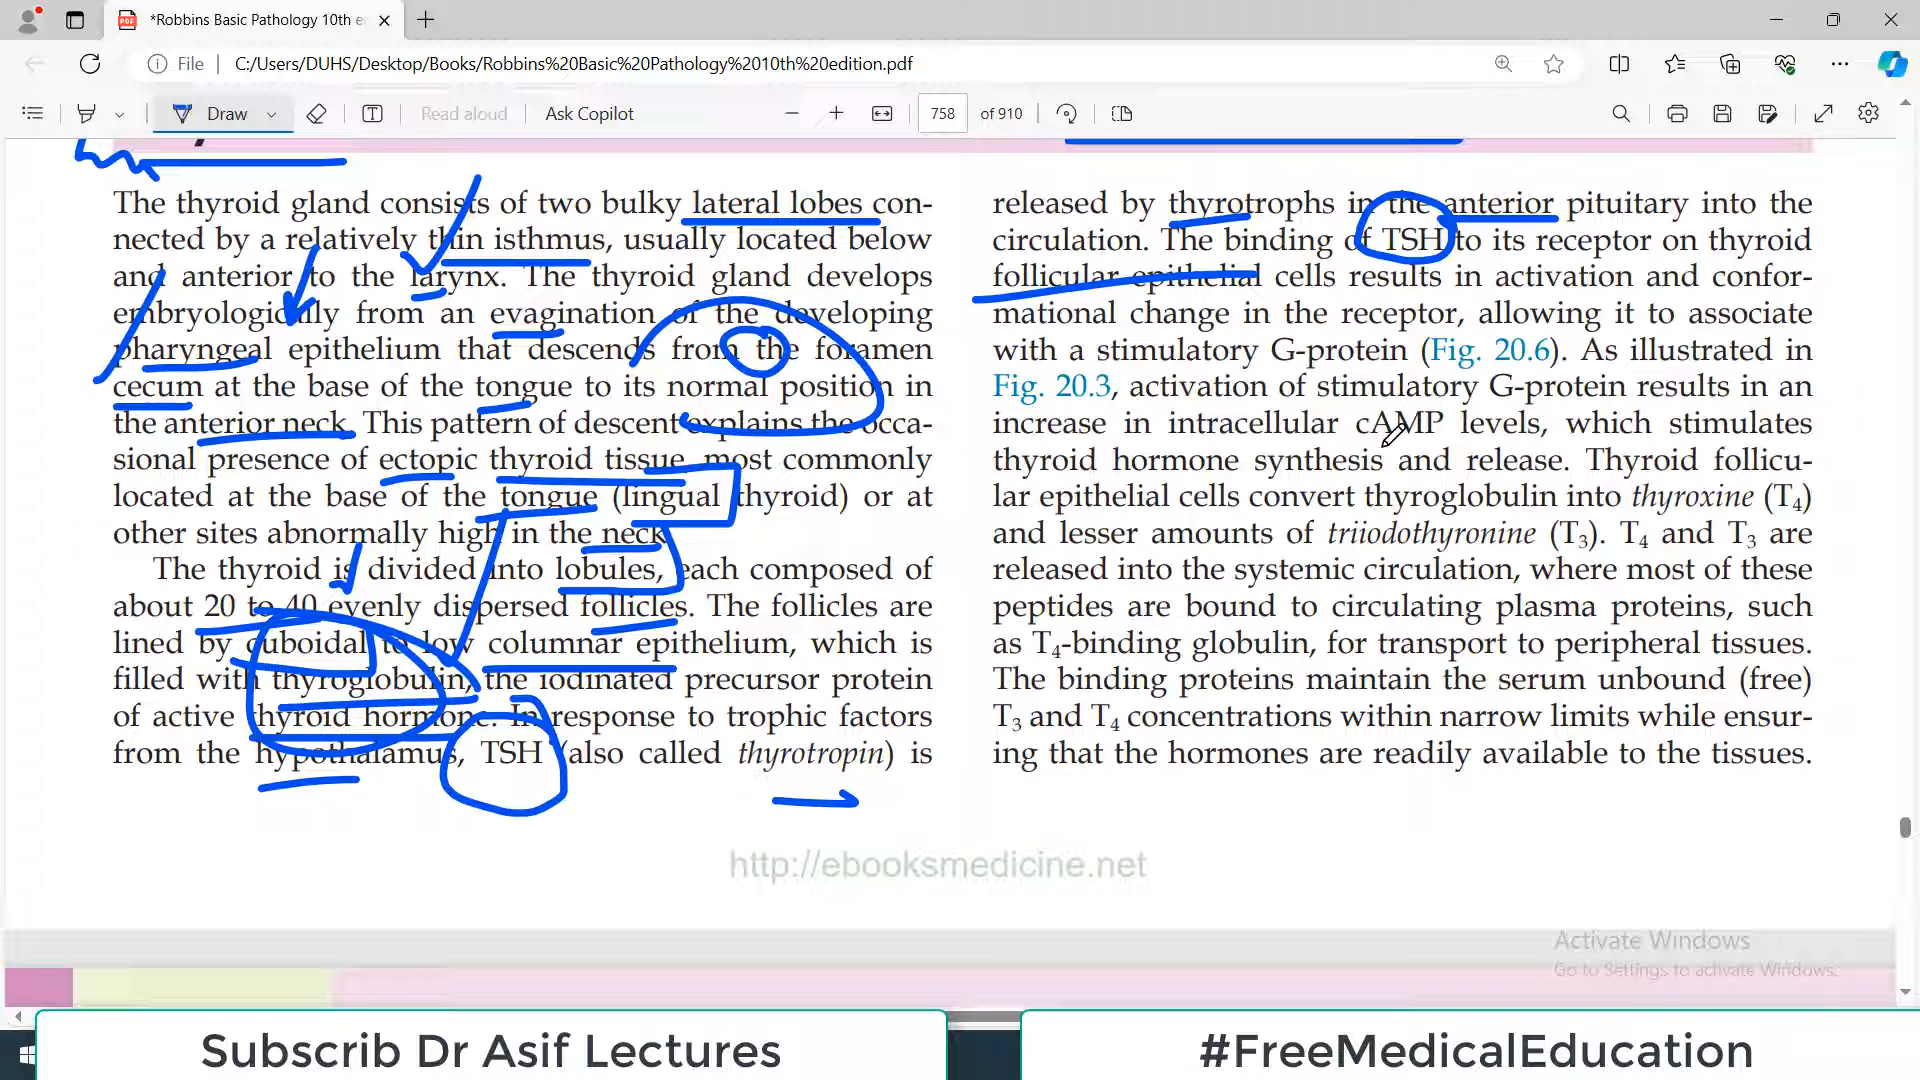 *Robbins Basic Pathology 10th e
File
C:/Users/DUHS/Desktop/Books/Robbins%20Basic%20Pathology%2010th%20edition.pdf
Draw
Read aloud
Ask Copilot
758
of 910
The thyroid gland consists of two bulky lateral lobes con-
nected by a relatively thin isthmus, usually located below
and anterior to the larynx. The thyroid gland develops
embryologically from an evagination of the developing
pharyngeal epithelium that descends from the foramen
cecum at the base of the tongue to its normal position in
the anterior neck. This pattern of descent explains the occa-
sional presence of ectopic thyroid tissue, most commonly
located at the base of the tongue (lingual thyroid) or at
other sites abnormally high in the neck.
The thyroid is divided into lobules, each composed of
about 20 to 40 evenly dispersed follicles. The follicles are
lined by cuboidal to low columnar epithelium, which is
filled with thyroglobulin, the iodinated precursor protein
of active thyroid hormone. In response to trophic factors
from the hypothalamus, TSH (also called thyrotropin) is
released by thyrotrophs in the anterior pituitary into the
circulation. The binding of TSH to its receptor on thyroid
follicular epithelial cells results in activation and confor-
mational change in the receptor, allowing it to associate
with a stimulatory G-protein (Fig. 20.6). As illustrated in
Fig. 20.3, activation of stimulatory G-protein results in an
increase in intracellular cAMP levels, which stimulates
thyroid hormone synthesis and release. Thyroid follicu-
lar epithelial cells convert thyroglobulin into thyroxine (T4)
and lesser amounts of triiodothyronine (T3). T4 and T3 are
released into the systemic circulation, where most of these
peptides are bound to circulating plasma proteins, such
as T4-binding globulin, for transport to peripheral tissues.
The binding proteins maintain the serum unbound (free)
T3 and T4 concentrations within narrow limits while ensur-
ing that the hormones are readily available to the tissues.
http://ebooksmedicine.net
Activate Windows
Go to Settings to activate Windows.
Subscrib Dr Asif Lectures
#FreeMedicalEducation